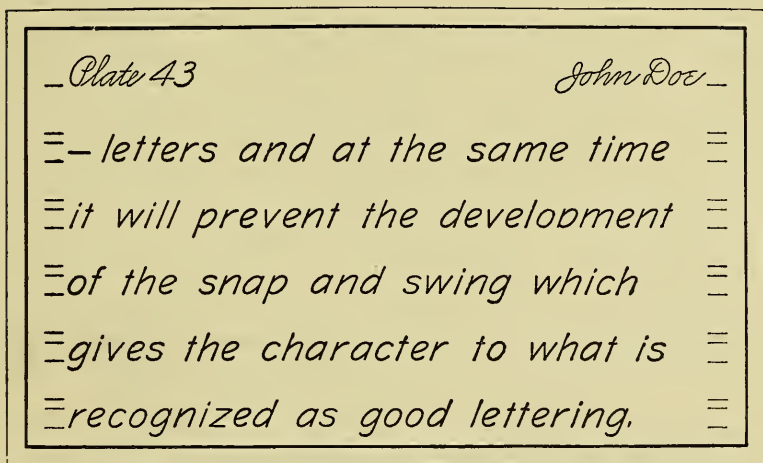 Plate 43 John Doe
– letters and at the same time
it will prevent the development
of the snap and swing which
gives the character to what is
recognized as good lettering.